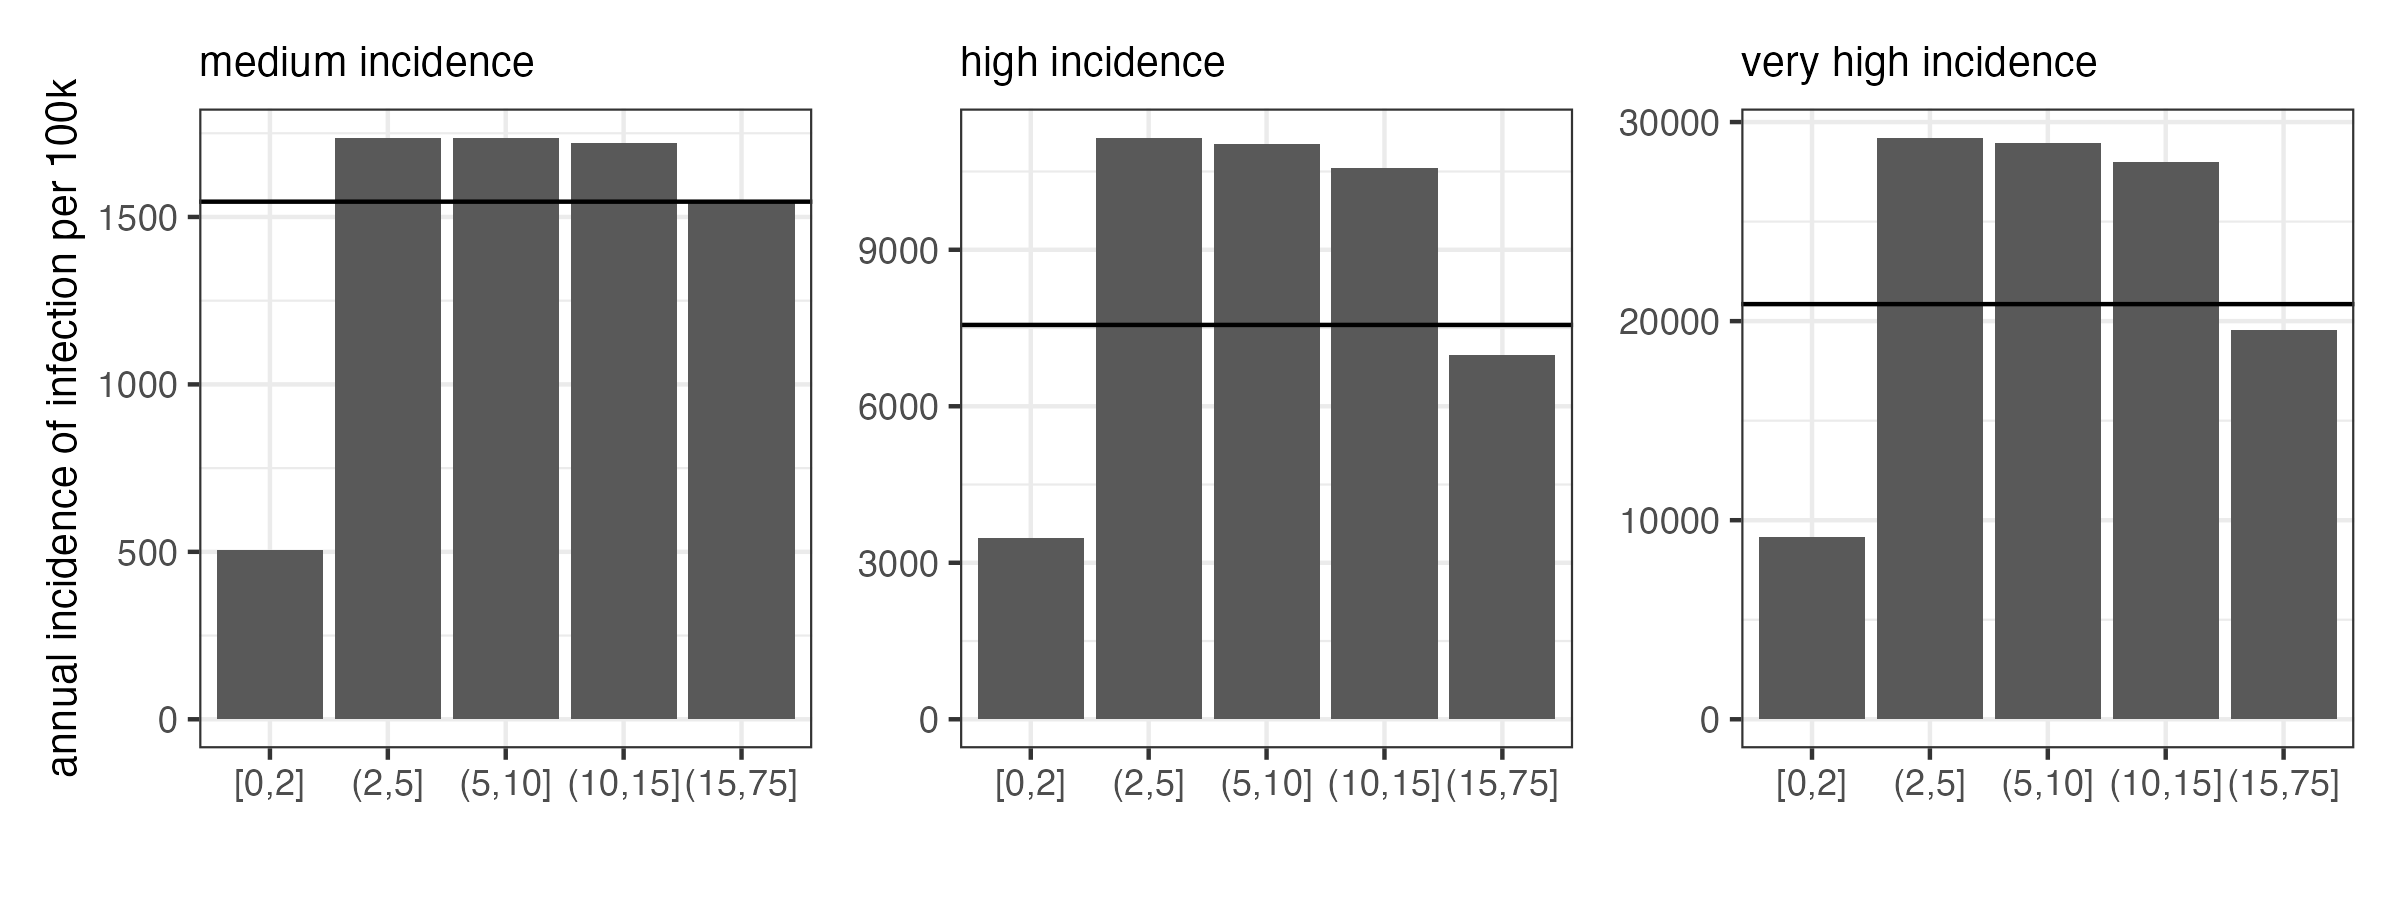 medium incidence
high incidence
very high incidence
annual incidence of infection per 100k
1500
1000
500
0
[0,2] (2,5] (5,10] (10,15] (15,75]
9000
6000
3000
0
[0,2] (2,5] (5,10] (10,15] (15,75]
30000
20000
10000
0
[0,2] (2,5] (5,10] (10,15] (15,75]